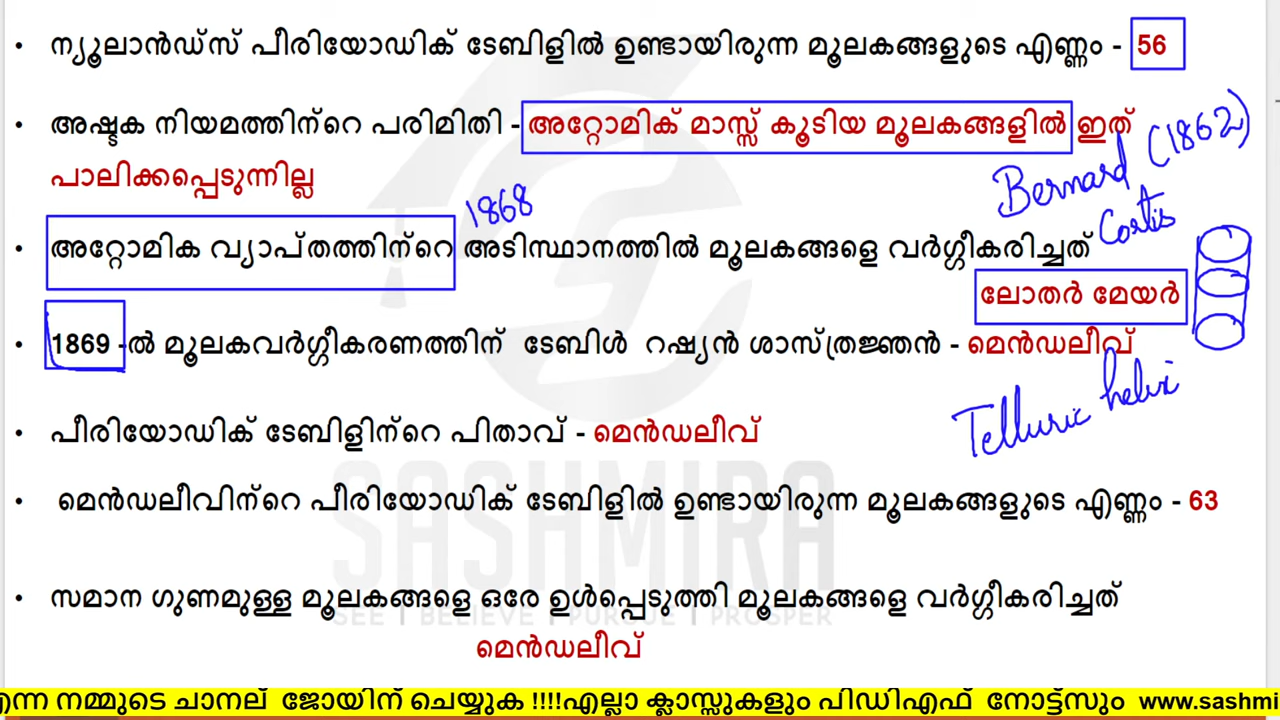 • ന്യൂലാൻഡ്സ് പീരിയോഡിക് ടേബിളിൽ ഉണ്ടായിരുന്ന മൂലകങ്ങളുടെ എണ്ണം - 56
• അഷ്ടക നിയമത്തിന്റെ പരിമിതി - അറ്റോമിക് മാസ്സ് കൂടിയ മൂലകങ്ങളിൽ ഇത്
പാലിക്കപ്പെടുന്നില്ല
Bernard (1862)
Cortis
1868
• അറ്റോമിക വ്യാപ്തത്തിന്റെ അടിസ്ഥാനത്തിൽ മൂലകങ്ങളെ വർഗ്ഗീകരിച്ചത്
ലോതർ മേയർ
• 1869 -ൽ മൂലകവർഗ്ഗീകരണത്തിന് ടേബിൾ റഷ്യൻ ശാസ്ത്രജ്ഞൻ - മെൻഡലീവ്
Telluric helix
• പീരിയോഡിക് ടേബിളിന്റെ പിതാവ് - മെൻഡലീവ്
• മെൻഡലീവിന്റെ പീരിയോഡിക് ടേബിളിൽ ഉണ്ടായിരുന്ന മൂലകങ്ങളുടെ എണ്ണം - 63
SASHMIRA
• സമാന ഗുണമുള്ള മൂലകങ്ങളെ ഒരേ ഉൾപ്പെടുത്തി മൂലകങ്ങളെ വർഗ്ഗീകരിച്ചത്
SEE | BELIEVE | PURSUE | PROSPER
മെൻഡലീവ്
എന്ന നമ്മുടെ ചാനല് ജോയിന് ചെയ്യുക !!!!എല്ലാ ക്ലാസ്സുകളും പിഡിഎഫ് നോട്ട്സും www.sashmi